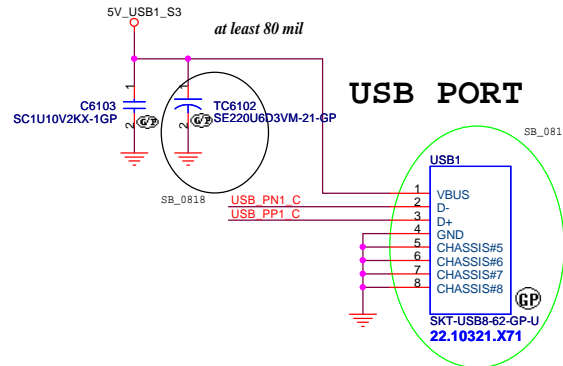 5V_USB1_S3
at least 80 mil
USB PORT
1
1
C6103
SC1U10V2KX-1GP
2
G/P
TC6102
SE220U6D3VM-21-GP
2
G/P
SB_0818
SB_081
USB1
1 VBUS
USB_PN1_C 2 D-
USB_PP1_C 3 D+
4 GND
5 CHASSIS#5
6 CHASSIS#6
7 CHASSIS#7
8 CHASSIS#8
GP
SKT-USB8-62-GP-U
22.10321.X71